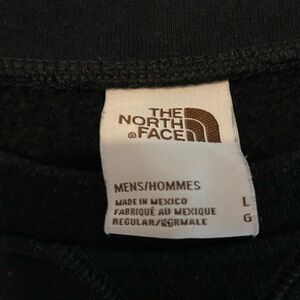 THE
NORTH
® FACE
MENS/HOMMES
MADE IN MEXICO L
FABRIQUÉ AU MEXIQUE G
REGULAR/NORMALE